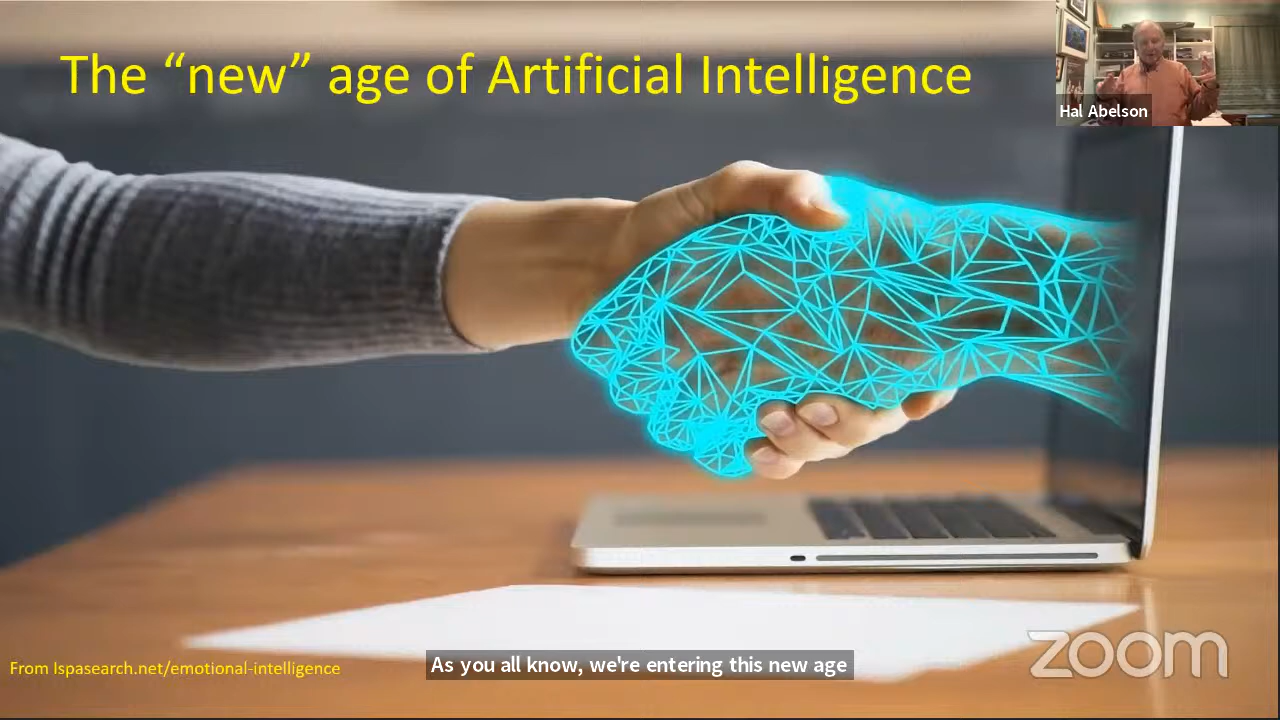 The “new” age of Artificial Intelligence
Hal Abelson
From Ispasearch.net/emotional-intelligence
As you all know, we're entering this new age
zoom